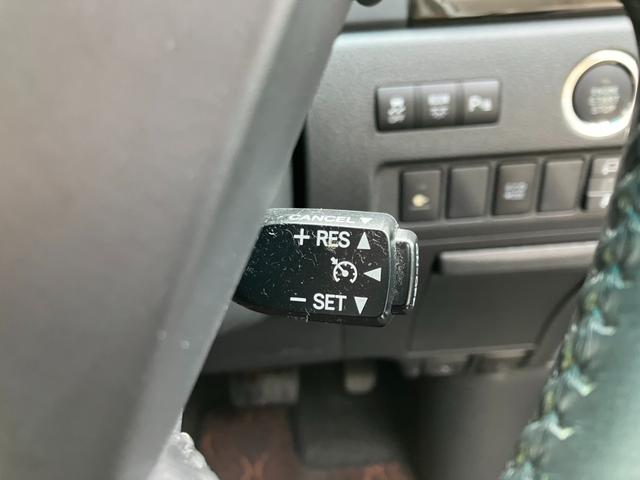 CANCEL ▼
+ RES ▲
◀
− SET ▼
P